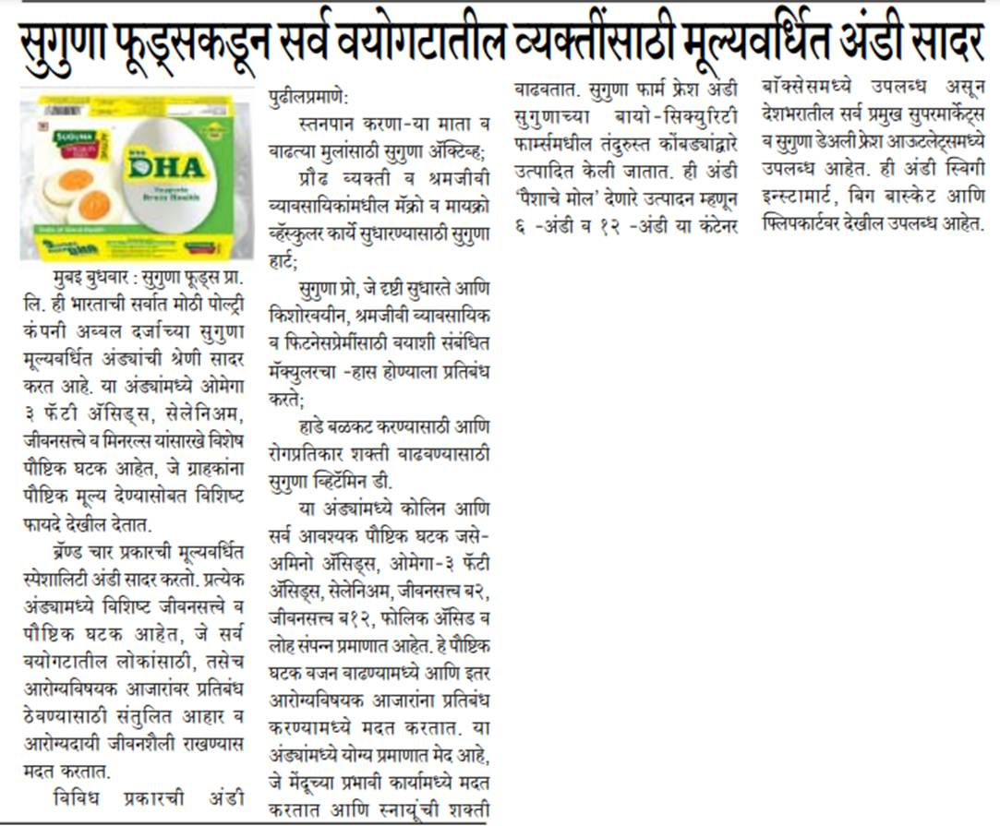 सुगुणा फूड्सकडून सर्व वयोगटातील व्यक्तींसाठी मूल्यवर्धित अंडी सादर
SUGUNA
DHA
Brain Health
मुंबई बुधवार : सुगुणा फूड्स प्रा.
लि. ही भारताची सर्वात मोठी पोल्ट्री
कंपनी अव्वल दर्जाच्या सुगुणा
मूल्यवर्धित अंड्यांची श्रेणी सादर
करत आहे. या अंड्यांमध्ये ओमेगा
३ फॅटी ॲसिड्स, सेलेनिअम,
जीवनसत्त्वे व मिनरल्स यांसारखे विशेष
पौष्टिक घटक आहेत, जे ग्राहकांना
पौष्टिक मूल्य देण्यासोबत विशिष्ट
फायदे देखील देतात.
ब्रॅण्ड चार प्रकारची मूल्यवर्धित
स्पेशालिटी अंडी सादर करतो. प्रत्येक
अंड्यामध्ये विशिष्ट जीवनसत्त्वे व
पौष्टिक घटक आहेत, जे सर्व
वयोगटातील लोकांसाठी, तसेच
आरोग्यविषयक आजारांवर प्रतिबंध
ठेवण्यासाठी संतुलित आहार व
आरोग्यदायी जीवनशैली राखण्यास
मदत करतात.
विविध प्रकारची अंडी
पुढीलप्रमाणे:
स्तनपान करणा-या माता व
वाढत्या मुलांसाठी सुगुणा ॲक्टिव्ह;
प्रौढ व्यक्ती व श्रमजीवी
व्यावसायिकांमधील मॅक्रो व मायक्रो
व्हॅस्कुलर कार्ये सुधारण्यासाठी सुगुणा
हार्ट;
सुगुणा प्रो, जे दृष्टी सुधारते आणि
किशोरवयीन, श्रमजीवी व्यावसायिक
व फिटनेसप्रेमींसाठी वयाशी संबंधित
मॅक्युलरचा -हास होण्याला प्रतिबंध
करते;
हाडे बळकट करण्यासाठी आणि
रोगप्रतिकार शक्ती वाढवण्यासाठी
सुगुणा व्हिटॅमिन डी.
या अंड्यांमध्ये कोलिन आणि
सर्व आवश्यक पौष्टिक घटक जसे-
अमिनो ॲसिड्स, ओमेगा-३ फॅटी
ॲसिड्स, सेलेनिअम, जीवनसत्त्व ब२,
जीवनसत्त्व ब१२, फोलिक ॲसिड व
लोह संपन्न प्रमाणात आहेत. हे पौष्टिक
घटक वजन वाढण्यामध्ये आणि इतर
आरोग्यविषयक आजारांना प्रतिबंध
करण्यामध्ये मदत करतात. या
अंड्यांमध्ये योग्य प्रमाणात मेद आहे,
जे मेंदूच्या प्रभावी कार्यामध्ये मदत
करतात आणि स्नायूंची शक्ती
वाढवतात. सुगुणा फार्म फ्रेश अंडी
सुगुणाच्या बायो-सिक्युरिटी
फार्म्समधील तंदुरुस्त कोंबड्यांद्वारे
उत्पादित केली जातात. ही अंडी
'पैशाचे मोल' देणारे उत्पादन म्हणून
६ -अंडी व १२ -अंडी या कंटेनर
बॉक्सेसमध्ये उपलब्ध असून
देशभरातील सर्व प्रमुख सुपरमार्केट्स
व सुगुणा डेअली फ्रेश आऊटलेट्समध्ये
उपलब्ध आहेत. ही अंडी स्विगी
इन्स्टामार्ट, बिग बास्केट आणि
फ्लिपकार्टवर देखील उपलब्ध आहेत.